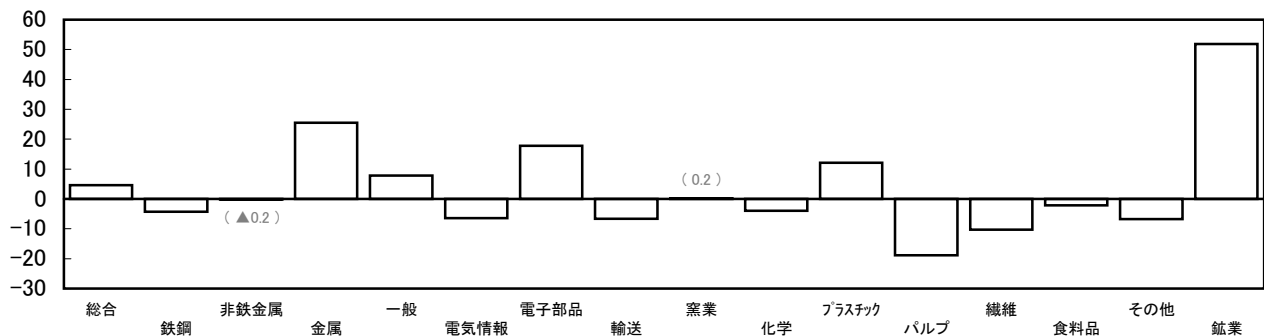 60
50
40
30
20
10
0
−10
−20
−30
( ▲0.2 )
( 0.2 )
総合 非鉄金属 一般 電子部品 窯業 プラスチック 繊維 その他
鉄鋼 金属 電気情報 輸送 化学 パルプ 食料品 鉱業